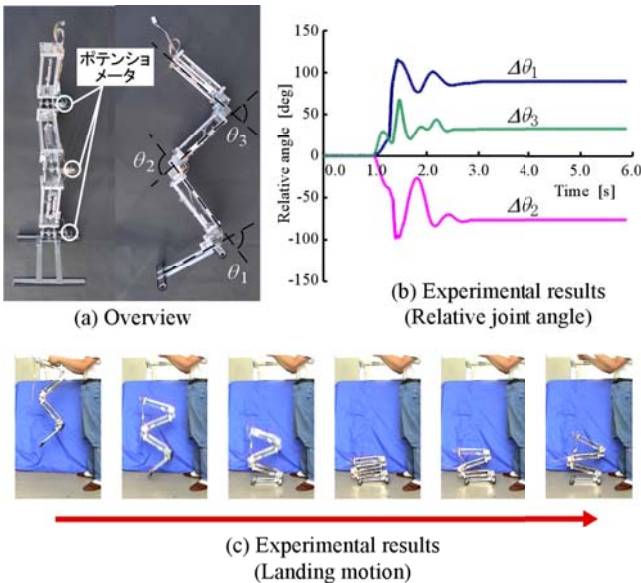 ポテンショ
メータ
θ3
θ2
θ1
(a) Overview
Relative angle [deg]
150
100
50
0
-50
-100
-150
0.0
1.0
2.0
3.0
4.0
5.0
6.0
Time [s]
Δθ1
Δθ3
Δθ2
(b) Experimental results
(Relative joint angle)
(c) Experimental results
(Landing motion)